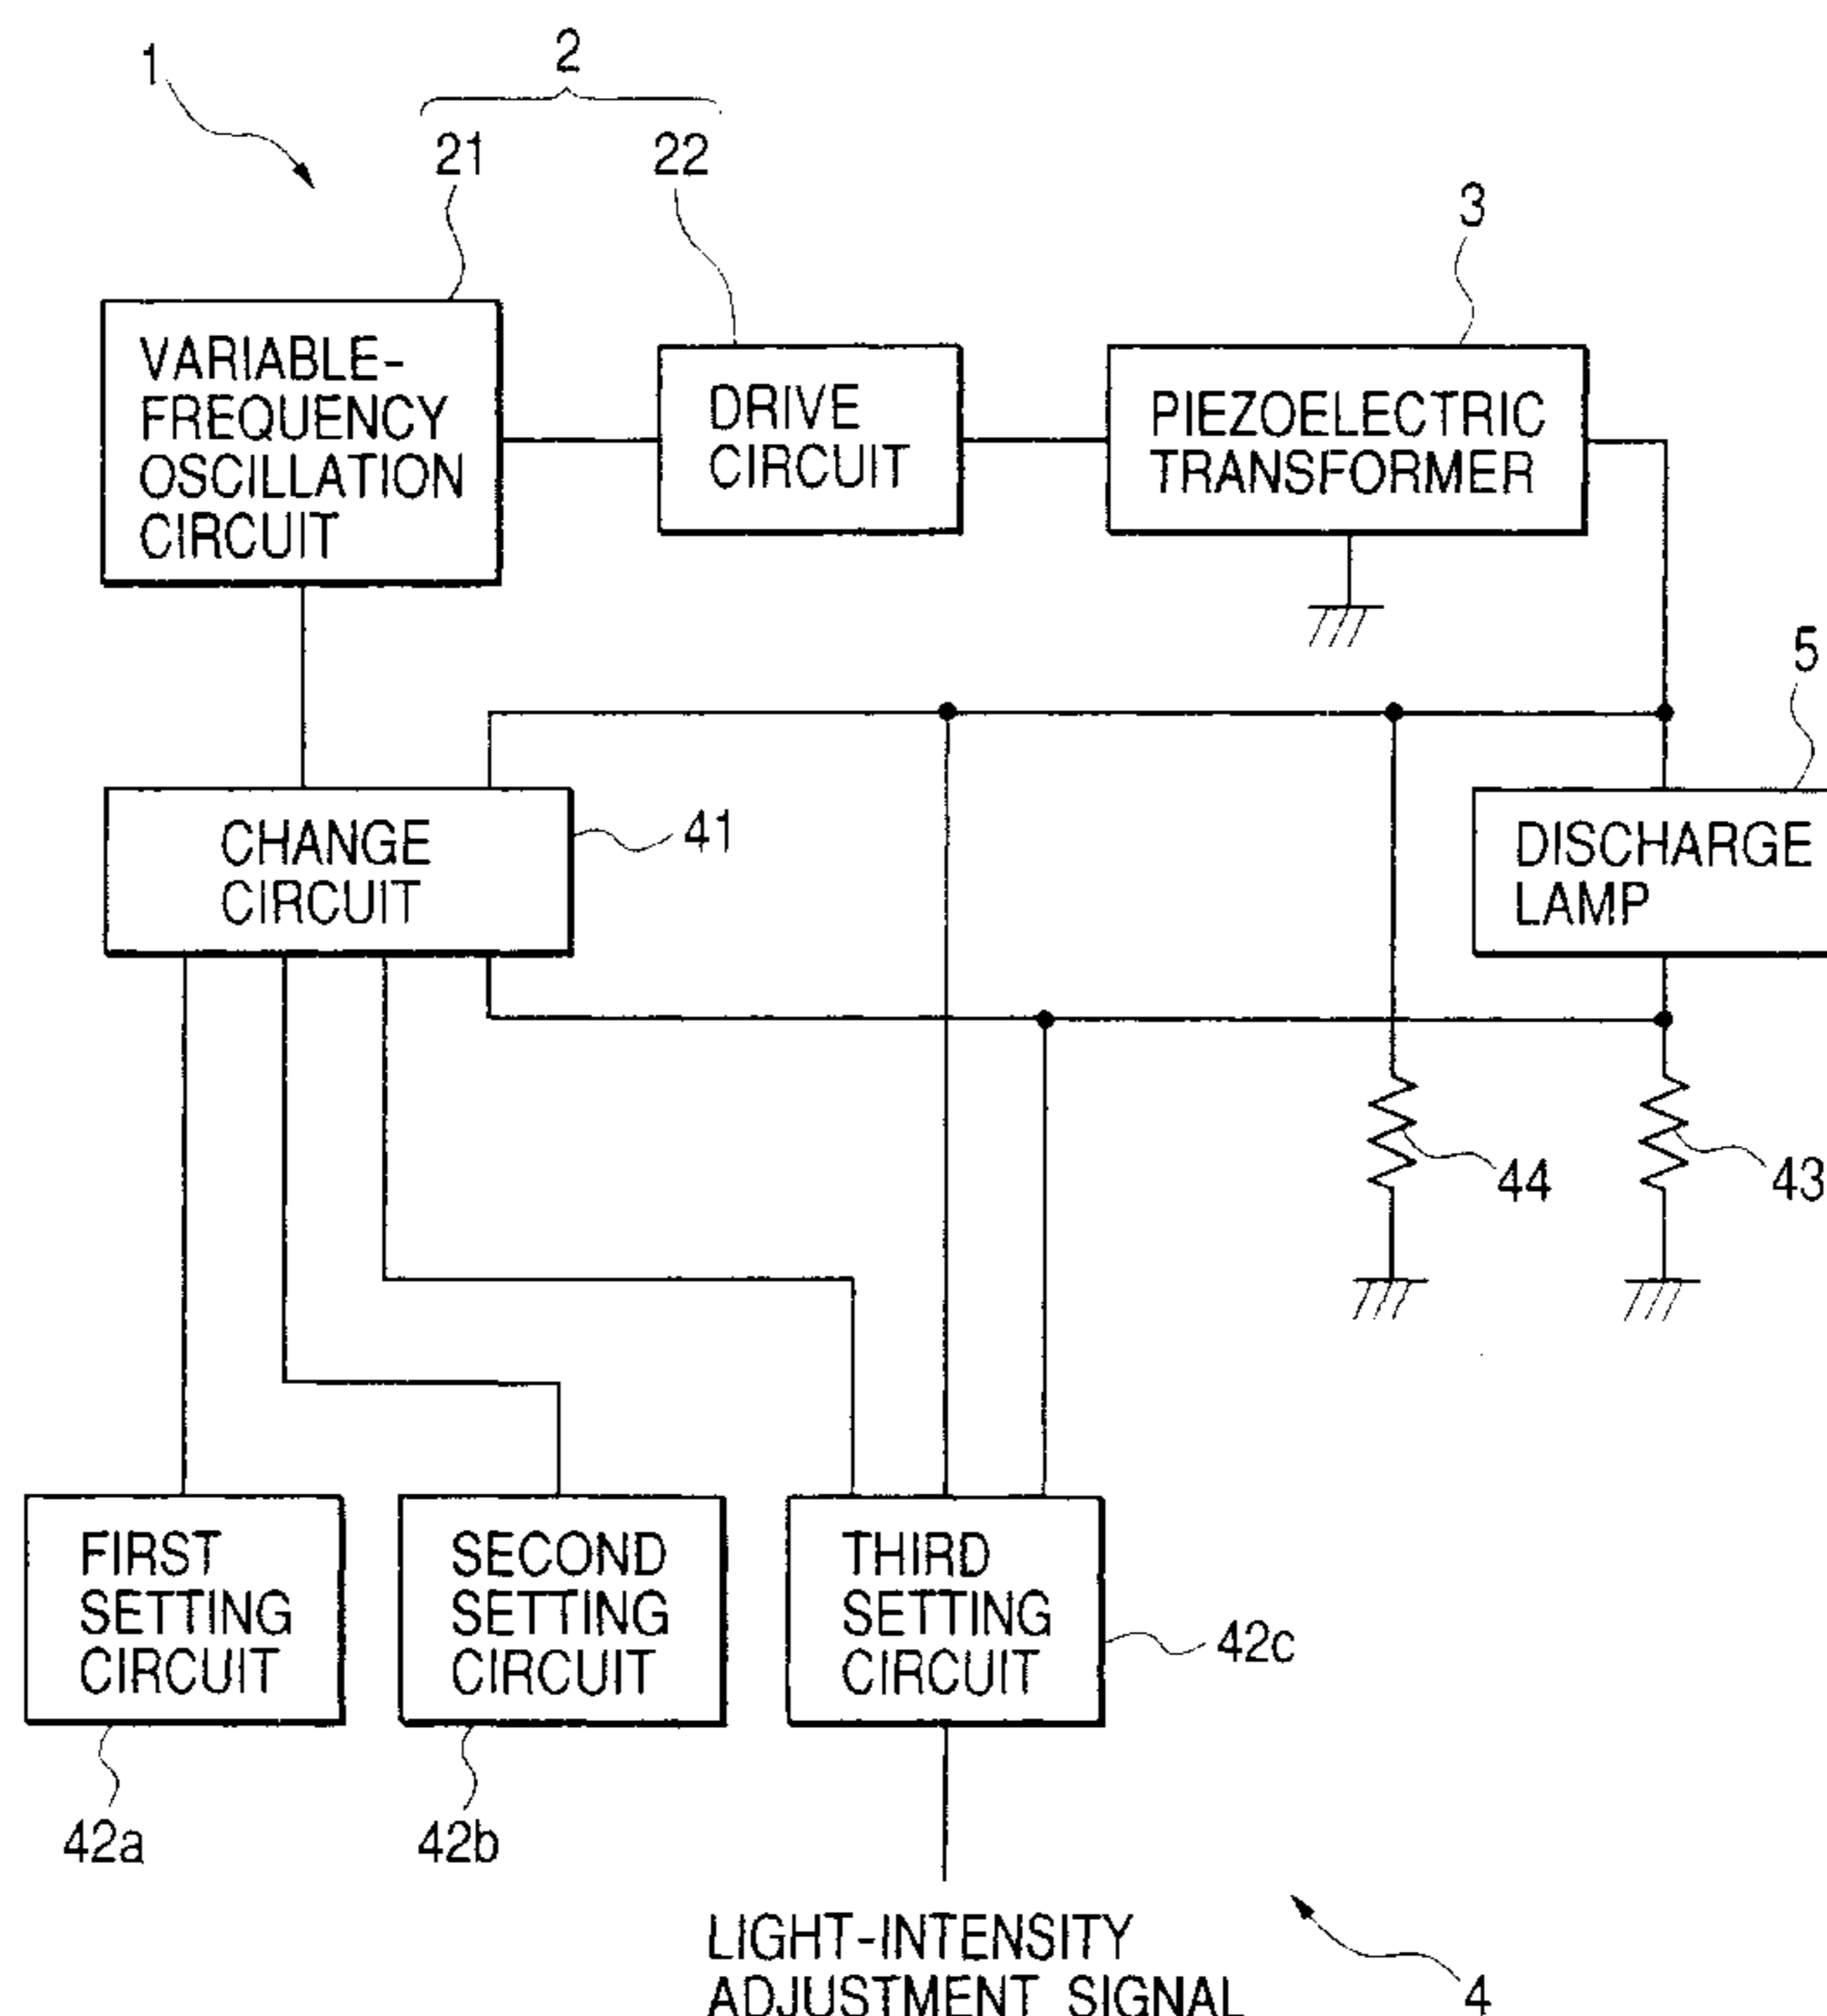 1
2
21
22
3
VARIABLE-
FREQUENCY
OSCILLATION
CIRCUIT
DRIVE
CIRCUIT
PIEZOELECTRIC
TRANSFORMER
5
CHANGE
CIRCUIT
41
DISCHARGE
LAMP
44
43
FIRST
SETTING
CIRCUIT
SECOND
SETTING
CIRCUIT
THIRD
SETTING
CIRCUIT
42c
42a
42b
LIGHT-INTENSITY
ADJUSTMENT SIGNAL
4